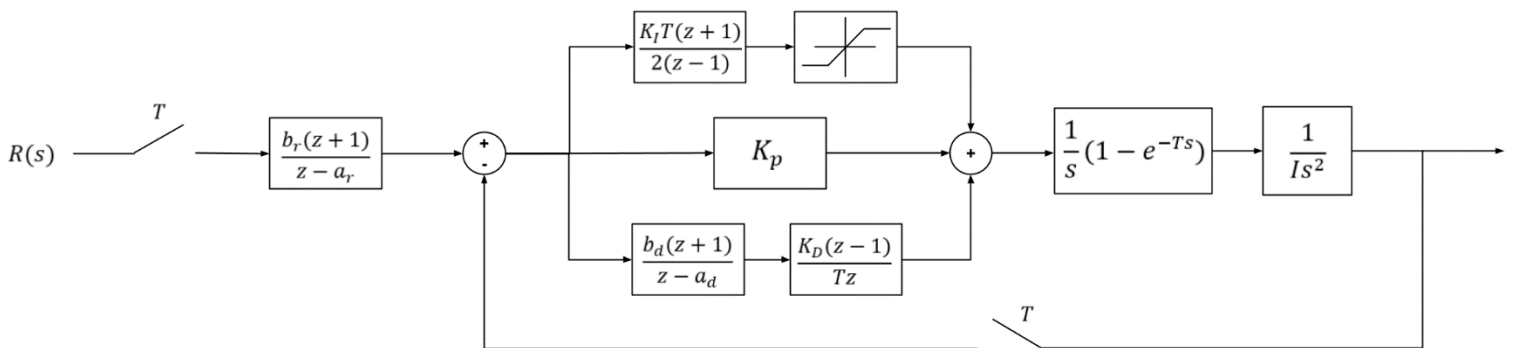 K_I T(z + 1)
2(z − 1)
T
R(s)
b_r(z + 1)
z − a_r
+
-
K_p
+
1
s
(1 − e^{−Ts})
1
Is^2
b_d(z + 1)
z − a_d
K_D(z − 1)
Tz
T